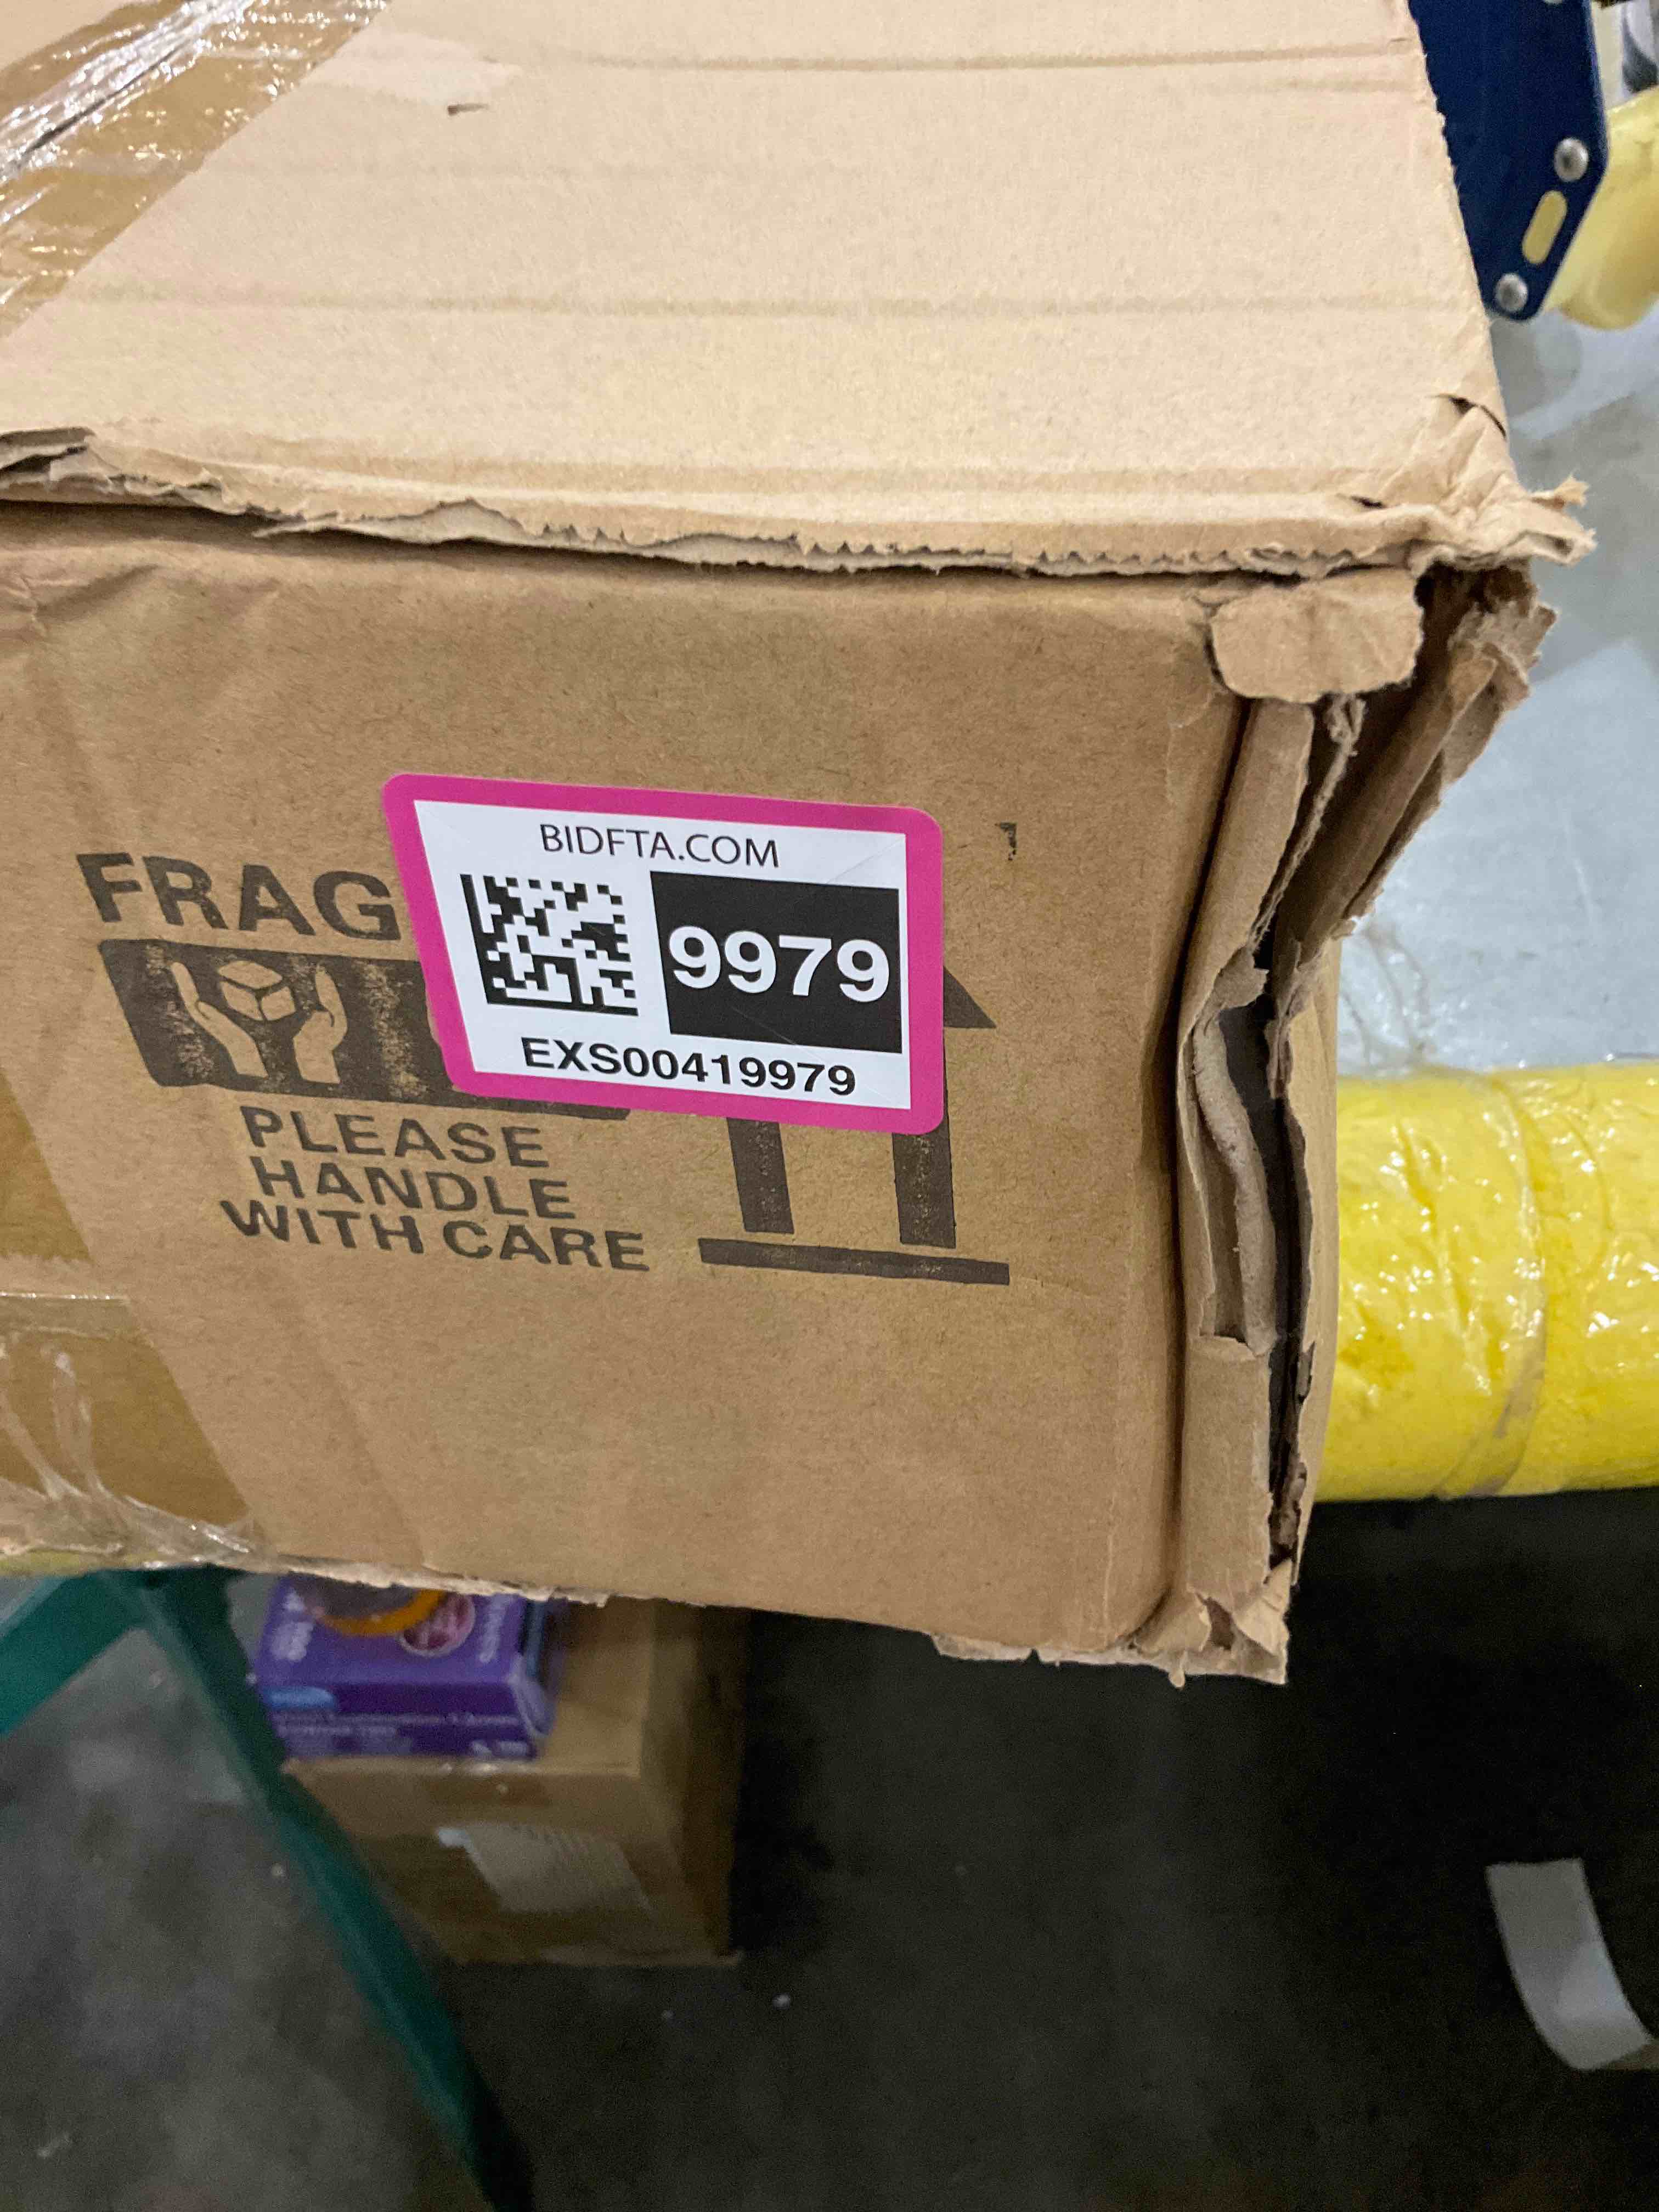 FRAG
BIDFTA.COM
9979
EXS00419979
PLEASE
HANDLE
WITH CARE